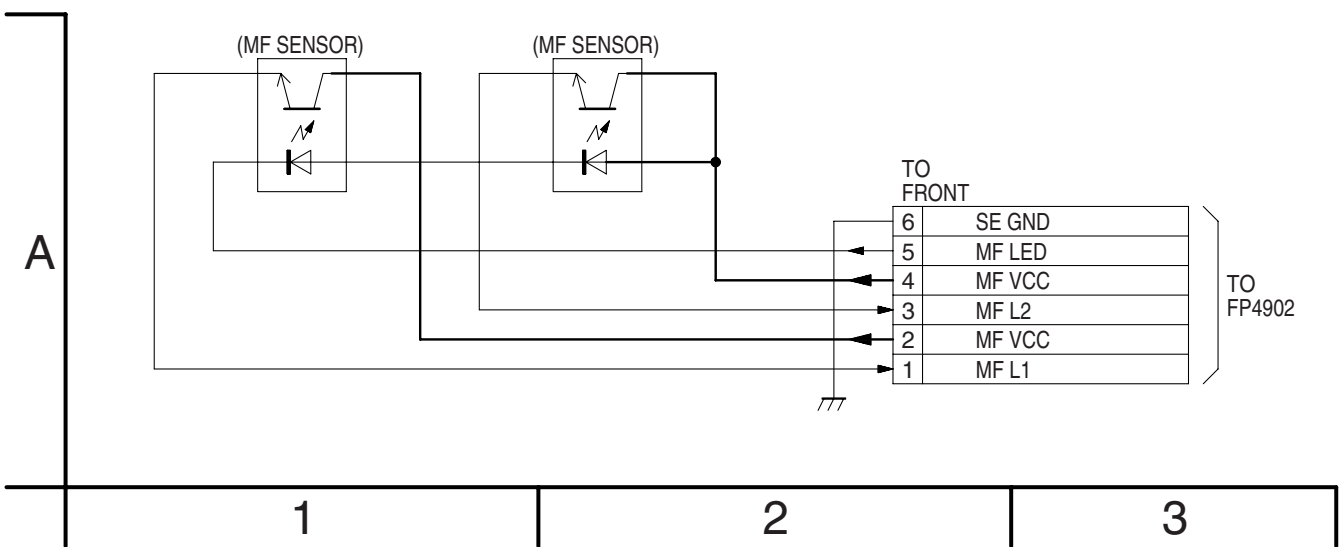 (MF SENSOR)
(MF SENSOR)
TO
FRONT
6 SE GND
5 MF LED
4 MF VCC
3 MF L2
2 MF VCC
1 MF L1
TO
FP4902
A
1 2 3